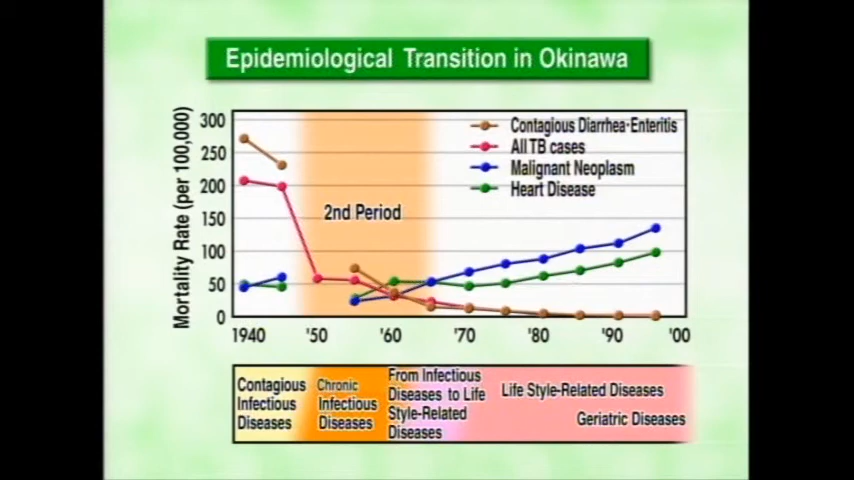 Epidemiological Transition in Okinawa
Mortality Rate (per 100,000)
300
250
200
150
100
50
0
Contagious Diarrhea·Enteritis
All TB cases
Malignant Neoplasm
Heart Disease
2nd Period
1940 '50 '60 '70 '80 '90 '00
Contagious
Infectious
Diseases
Chronic
Infectious
Diseases
From Infectious
Diseases to Life
Style-Related
Diseases
Life Style-Related Diseases
Geriatric Diseases